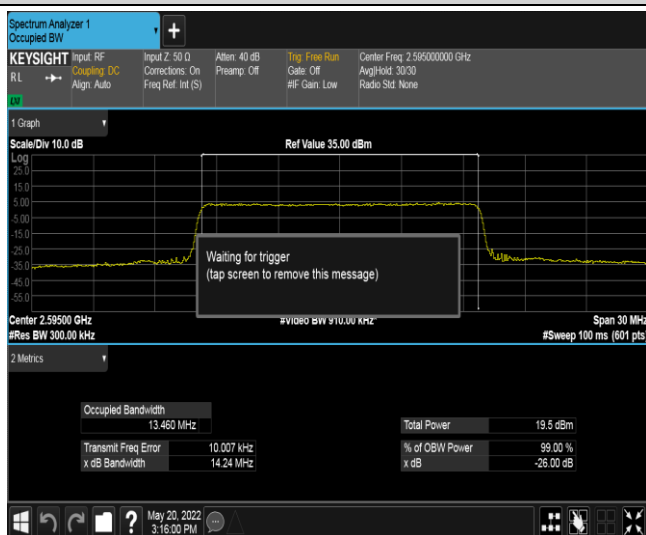 Spectrum Analyzer 1
Occupied BW
KEYSIGHT
RL
Input: RF
Coupling: DC
Align: Auto
Input Z: 50 Ω
Corrections: On
Freq Ref: Int (S)
Atten: 40 dB
Preamp: Off
Trig: Free Run
Gate: Off
#IF Gain: Low
Center Freq: 2.595000000 GHz
Avg|Hold: 30/30
Radio Std: None
1 Graph
Scale/Div 10.0 dB
Ref Value 35.00 dBm
Log
25.0
15.0
5.00
-5.00
-15.0
-25.0
-35.0
-45.0
-55.0
Waiting for trigger
(tap screen to remove this message)
Center 2.59500 GHz
#Video BW 910.00 kHz*
Span 30 MHz
#Res BW 300.00 kHz
#Sweep 100 ms (601 pts)
2 Metrics
Occupied Bandwidth
13.460 MHz
Total Power 19.5 dBm
Transmit Freq Error 10.007 kHz
% of OBW Power 99.00 %
x dB Bandwidth 14.24 MHz
x dB -26.00 dB
?
May 20, 2022
3:16:00 PM